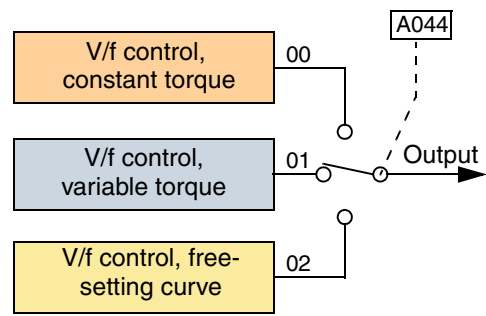 A044
V/f control,
constant torque
00
V/f control,
variable torque
01
Output
V/f control, free-
setting curve
02